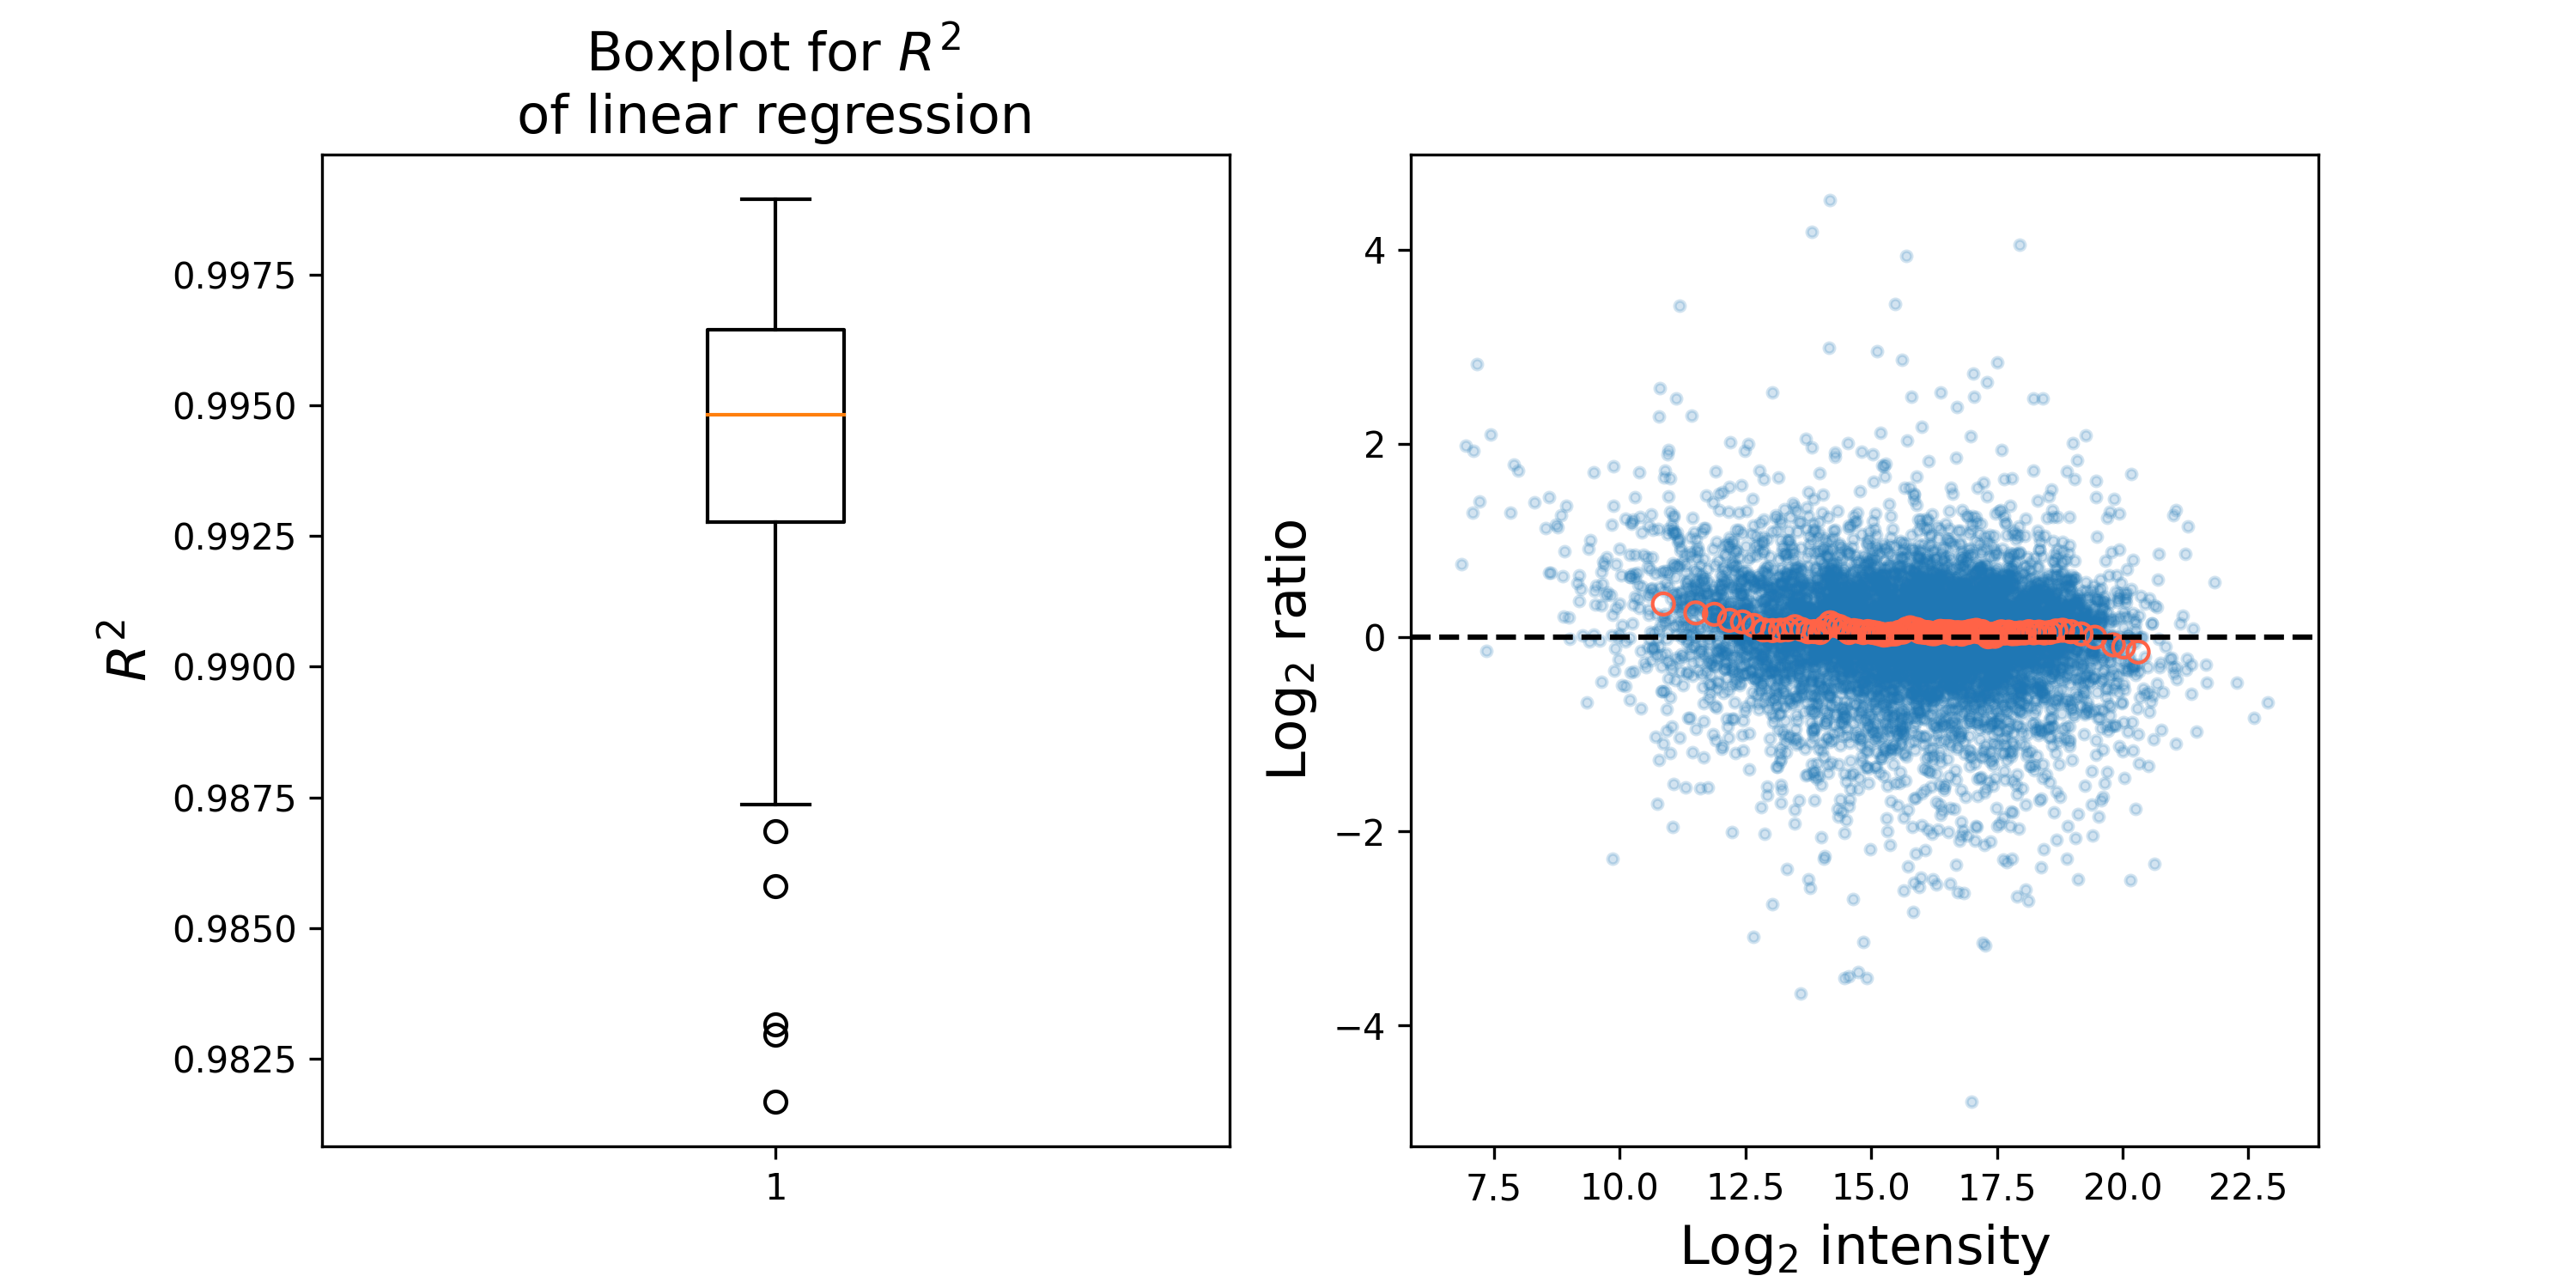 Boxplot for R²
of linear regression
R²
0.9975
0.9950
0.9925
0.9900
0.9875
0.9850
0.9825
1
Log₂ ratio
4
2
0
−2
−4
7.5 10.0 12.5 15.0 17.5 20.0 22.5
Log₂ intensity